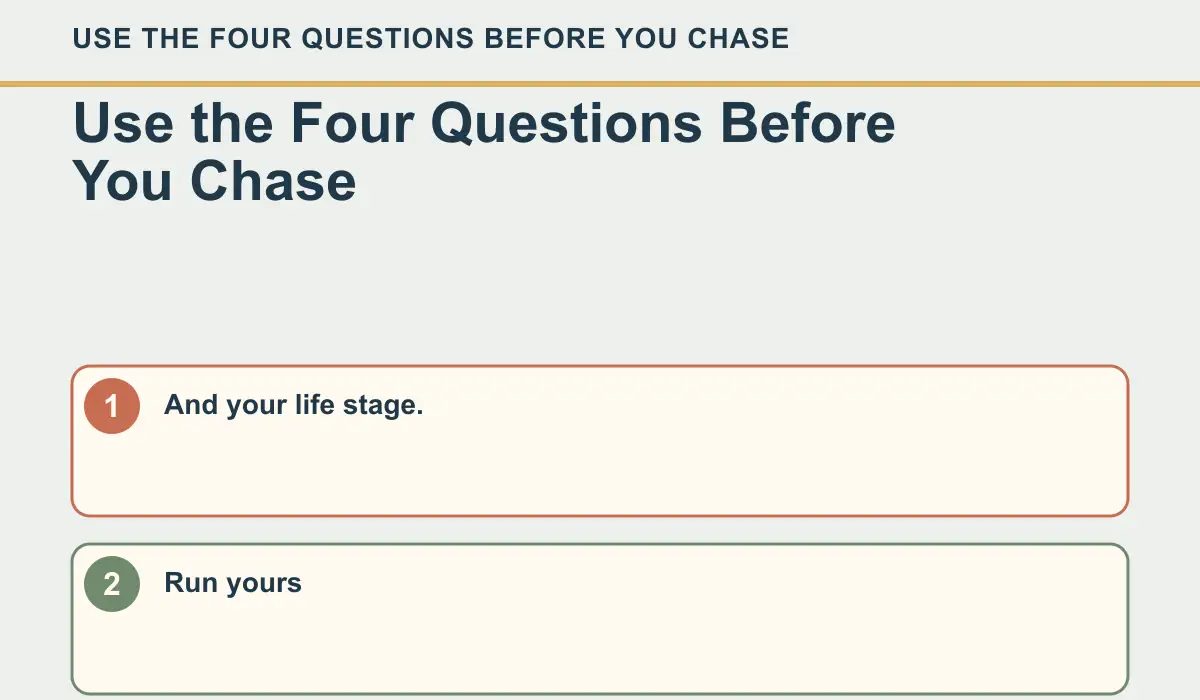 USE THE FOUR QUESTIONS BEFORE YOU CHASE
Use the Four Questions Before
You Chase
1
And your life stage.
2
Run yours